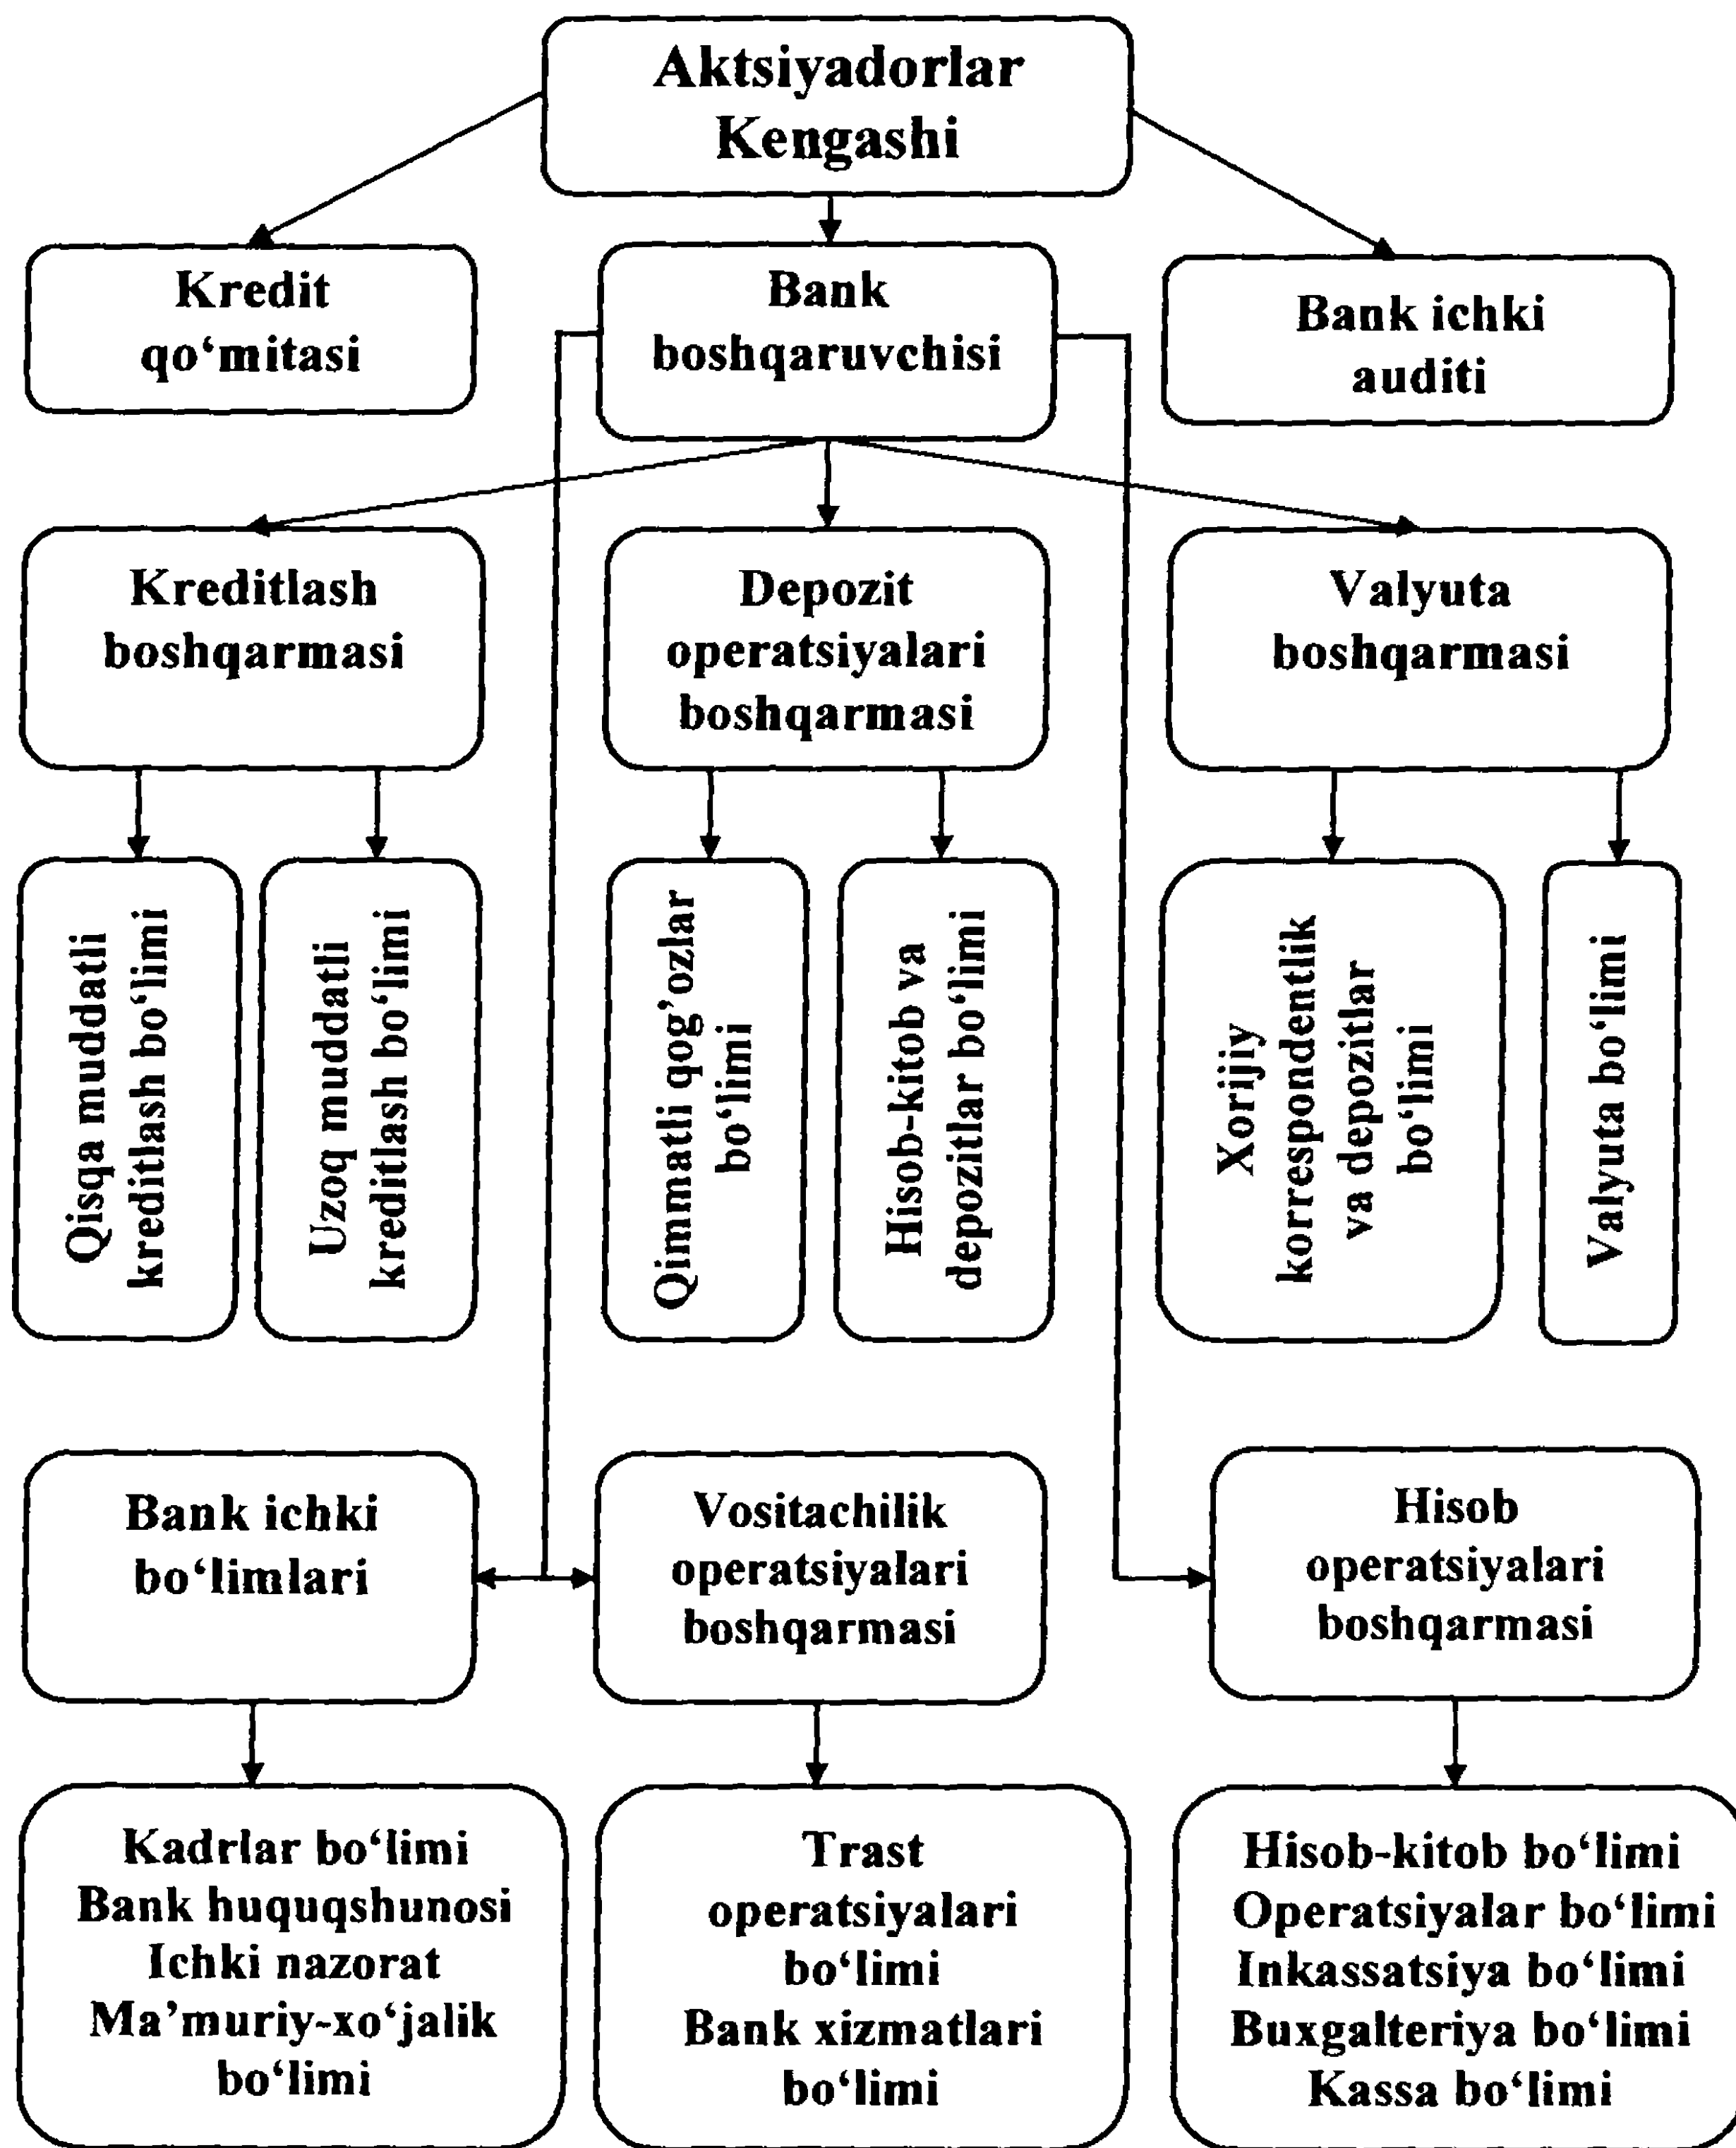 Aktsiyadorlar
Kengashi
Kredit
qo‘mitasi
Bank
boshqaruvchisi
Bank ichki
auditi
Kreditlash
boshqarmasi
Depozit
operatsiyalari
boshqarmasi
Valyuta
boshqarmasi
Qisqa muddatli
kreditlash bo‘limi
Uzoq muddatli
kreditlash bo‘limi
Qimmatli qog’ozlar
bo‘limi
Hisob-kitob va
depozitlar bo‘limi
Xorijiy
korrespondentlik
va depozitlar
bo‘limi
Valyuta bo‘limi
Bank ichki
bo‘limlari
Vositachilik
operatsiyalari
boshqarmasi
Hisob
operatsiyalari
boshqarmasi
Kadrlar bo‘limi
Bank huquqshunosi
Ichki nazorat
Ma’muriy-xo‘jalik
bo‘limi
Trast
operatsiyalari
bo‘limi
Bank xizmatlari
bo‘limi
Hisob-kitob bo‘limi
Operatsiyalar bo‘limi
Inkassatsiya bo‘limi
Buxgalteriya bo‘limi
Kassa bo‘limi